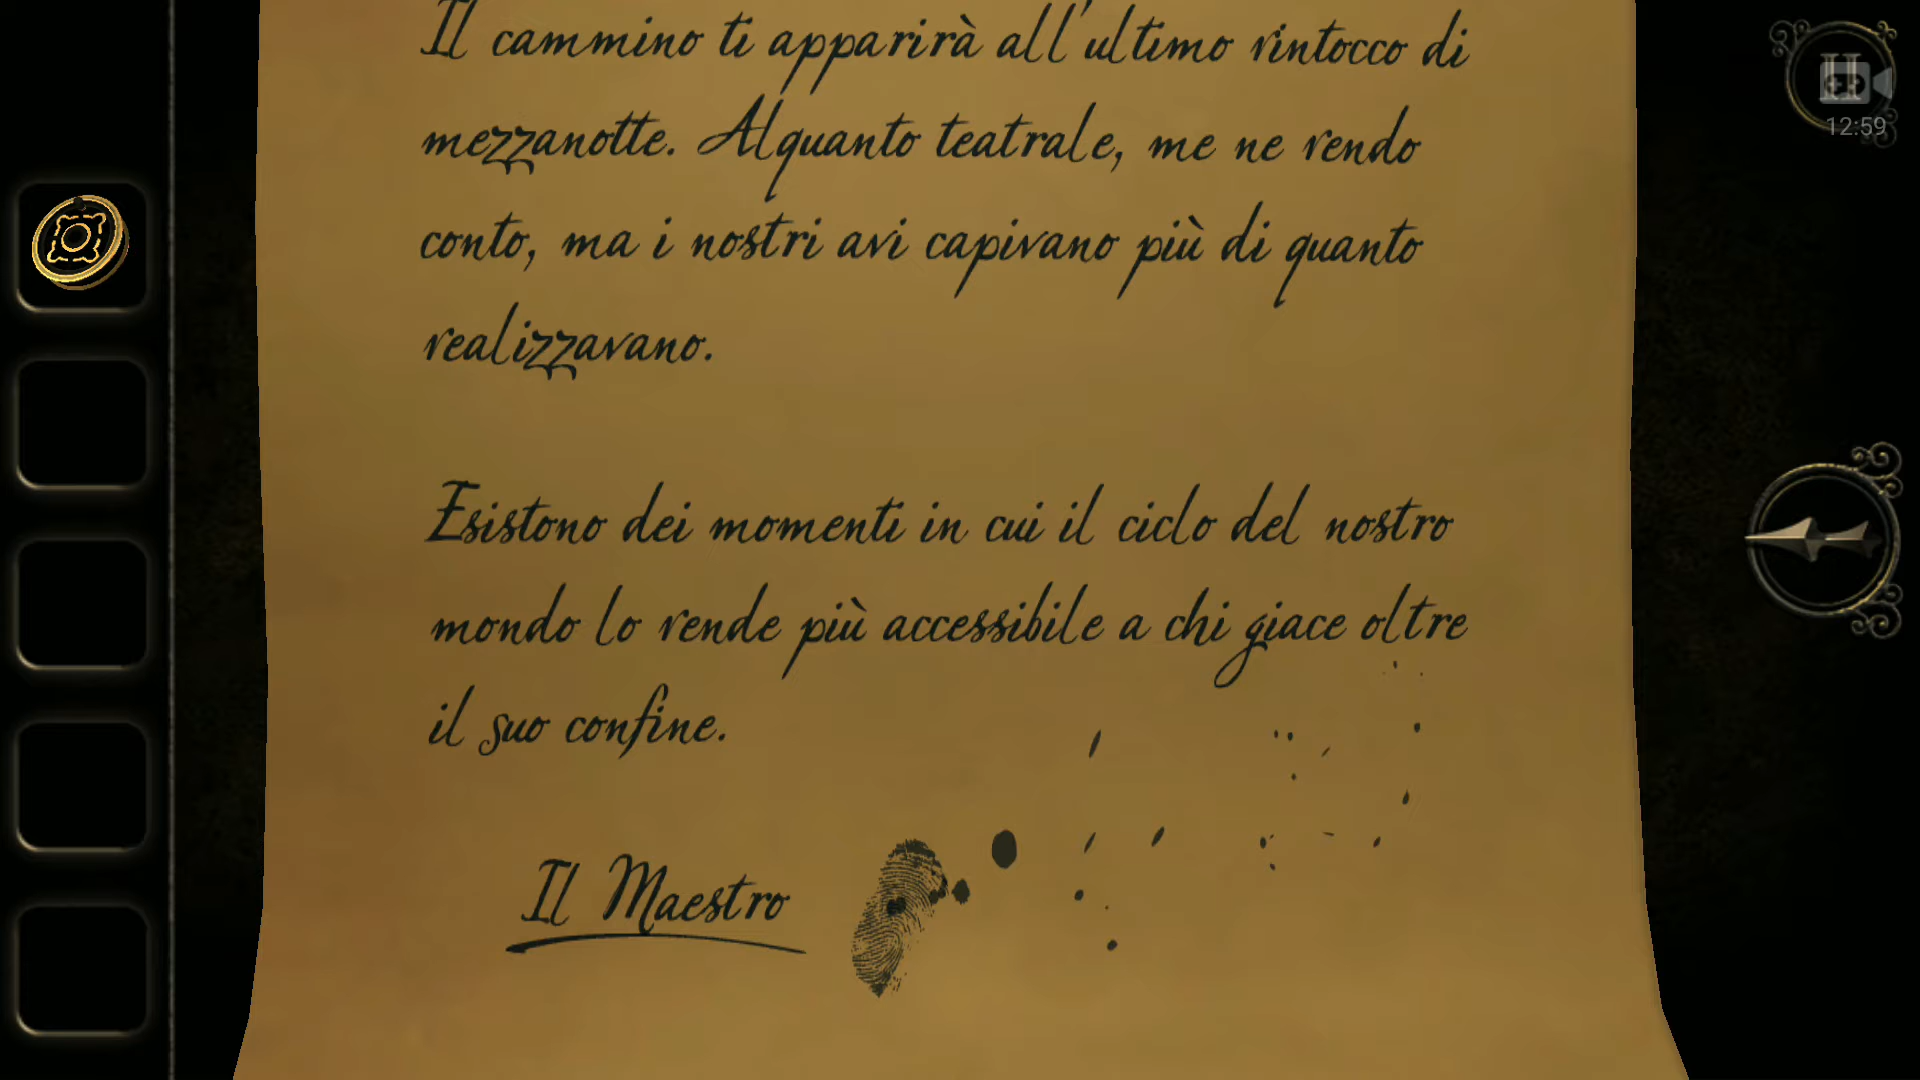 Il cammino ti apparirà all'ultimo rintocco di
mezzanotte. Alquanto teatrale, me ne rendo
conto, ma i nostri avi capivano più di quanto
realizzavano.
Esistono dei momenti in cui il ciclo del nostro
mondo lo rende più accessibile a chi giace oltre
il suo confine.
Il Maestro
II
12:59